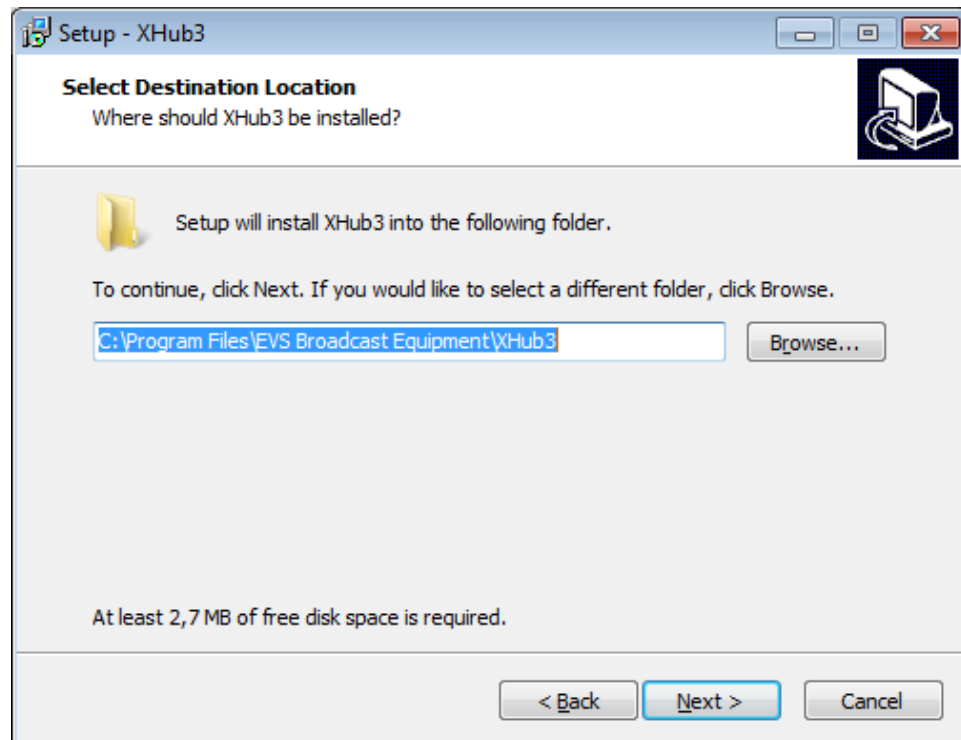 Setup - XHub3
Select Destination Location
Where should XHub3 be installed?
Setup will install XHub3 into the following folder.
To continue, click Next. If you would like to select a different folder, click Browse.
C:\Program Files\EVS Broadcast Equipment\XHub3
Browse...
At least 2,7 MB of free disk space is required.
< Back
Next >
Cancel